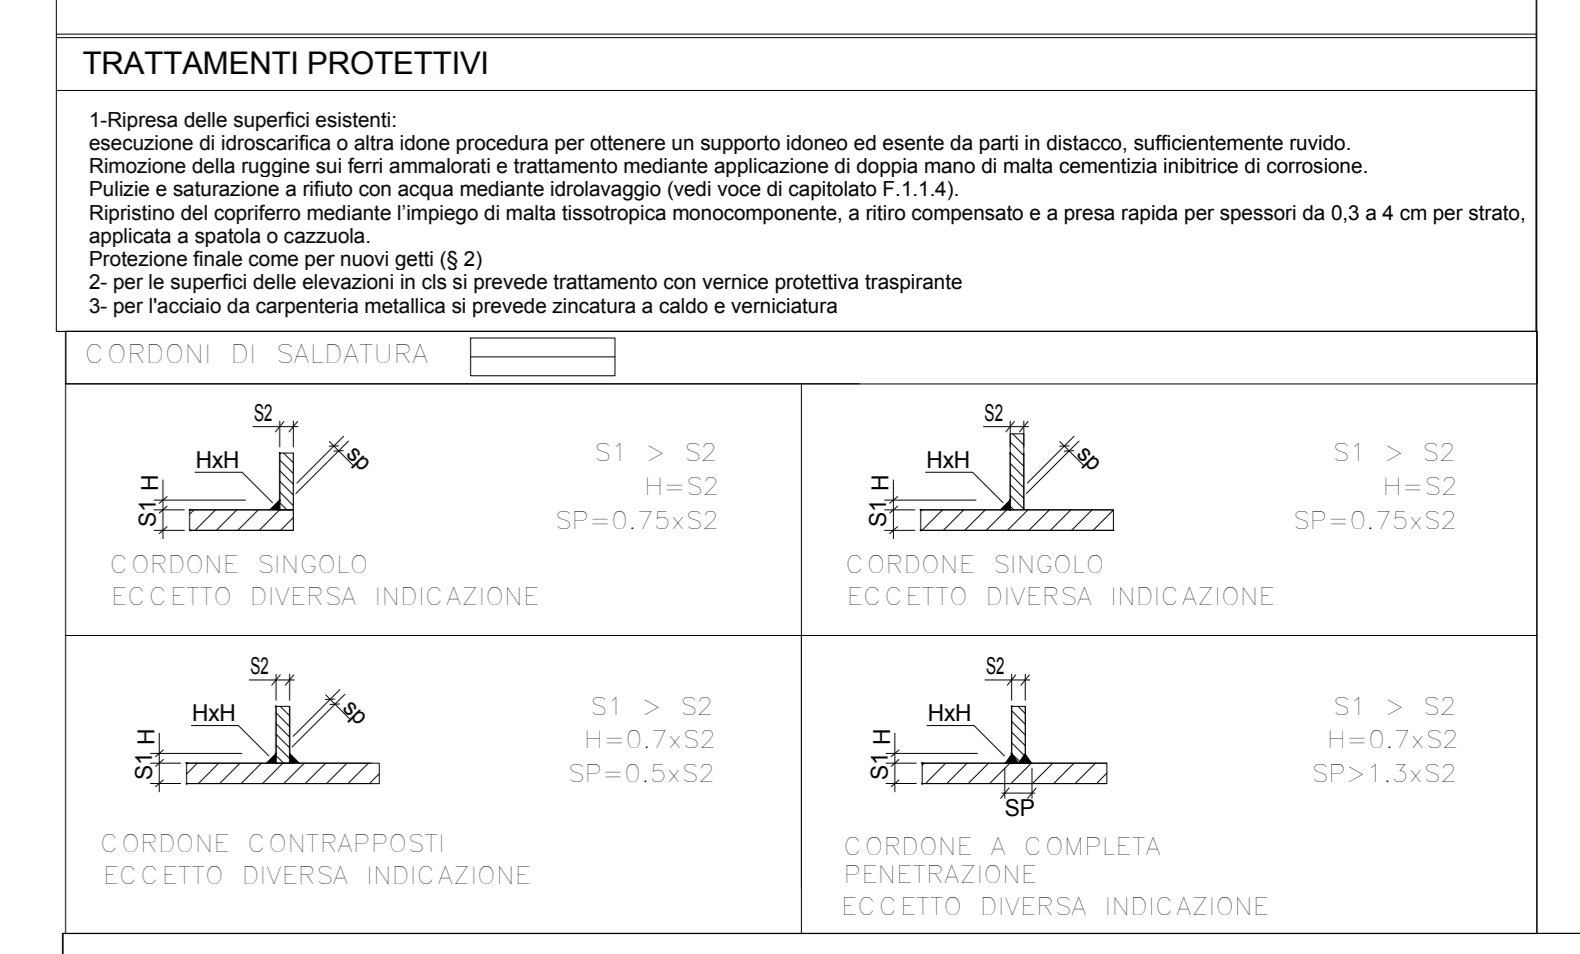 TRATTAMENTI PROTETTIVI
1-Ripresa delle superfici esistenti:
esecuzione di idroscarifica o altra idone procedura per ottenere un supporto idoneo ed esente da parti in distacco, sufficientemente ruvido.
Rimozione della ruggine sui ferri ammalorati e trattamento mediante applicazione di doppia mano di malta cementizia inibitrice di corrosione.
Pulizie e saturazione a rifiuto con acqua mediante idrolavaggio (vedi voce di capitolato F.1.1.4).
Ripristino del copriferro mediante l'impiego di malta tissotropica monocomponente, a ritiro compensato e a presa rapida per spessori da 0,3 a 4 cm per strato,
applicata a spatola o cazzuola.
Protezione finale come per nuovi getti (§ 2)
2- per le superfici delle elevazioni in cls si prevede trattamento con vernice protettiva traspirante
3- per l'acciaio da carpenteria metallica si prevede zincatura a caldo e verniciatura
CORDONI DI SALDATURA
S2
HxH
sp
H
S1
S1 > S2
H=S2
SP=0.75xS2
CORDONE SINGOLO
ECCETTO DIVERSA INDICAZIONE
S2
HxH
sp
H
S1
S1 > S2
H=S2
SP=0.75xS2
CORDONE SINGOLO
ECCETTO DIVERSA INDICAZIONE
S2
HxH
sp
H
S1
S1 > S2
H=0.7xS2
SP=0.5xS2
CORDONE CONTRAPPOSTI
ECCETTO DIVERSA INDICAZIONE
S2
HxH
H
S1
SP
S1 > S2
H=0.7xS2
SP>1.3xS2
CORDONE A COMPLETA
PENETRAZIONE
ECCETTO DIVERSA INDICAZIONE